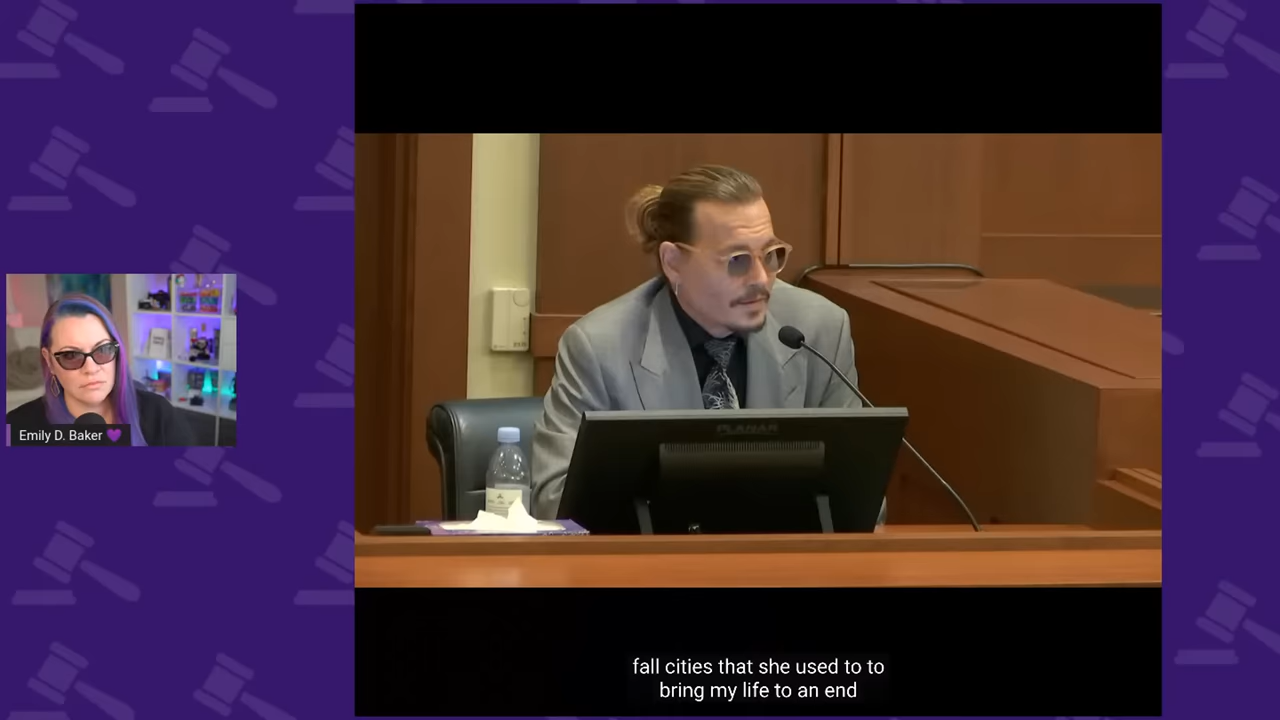 Emily D. Baker 💜
PLANAR
fall cities that she used to to
bring my life to an end